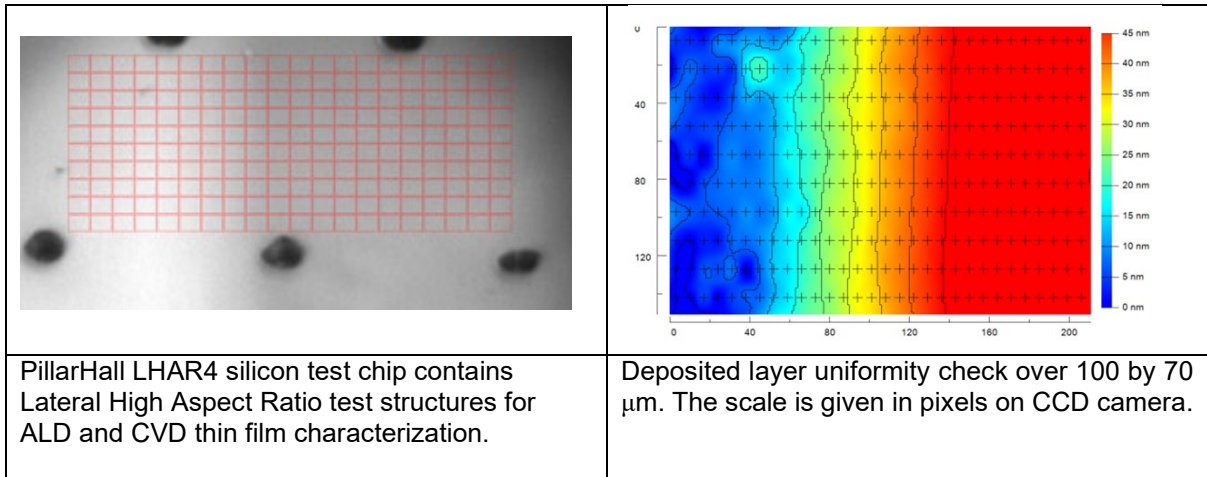 0
40
80
120
0
40
80
120
160
200
45 nm
40 nm
35 nm
30 nm
25 nm
20 nm
15 nm
10 nm
5 nm
0 nm
PillarHall LHAR4 silicon test chip contains
Lateral High Aspect Ratio test structures for
ALD and CVD thin film characterization.
Deposited layer uniformity check over 100 by 70
μm. The scale is given in pixels on CCD camera.